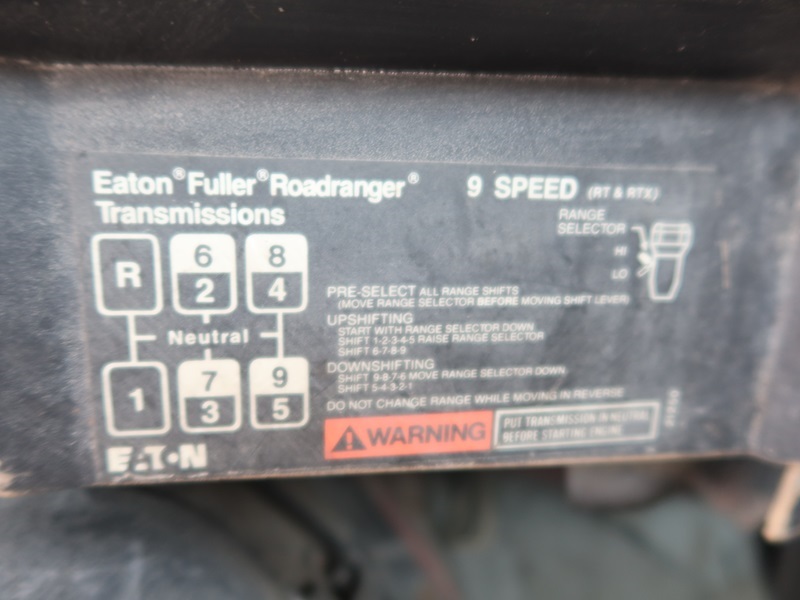 Eaton® Fuller® Roadranger® 9 SPEED (RT & RTX)
Transmissions
RANGE
SELECTOR
HI
LO
R 6 8
2 4
Neutral
1 7 9
3 5
PRE-SELECT ALL RANGE SHIFTS
(MOVE RANGE SELECTOR BEFORE MOVING SHIFT LEVER)
UPSHIFTING
START WITH RANGE SELECTOR DOWN
SHIFT 1-2-3-4-5 RAISE RANGE SELECTOR
SHIFT 6-7-8-9
DOWNSHIFTING
SHIFT 9-8-7-6 MOVE RANGE SELECTOR DOWN
SHIFT 5-4-3-2-1
DO NOT CHANGE RANGE WHILE MOVING IN REVERSE
WARNING
PUT TRANSMISSION IN NEUTRAL
BEFORE STARTING ENGINE
EATON